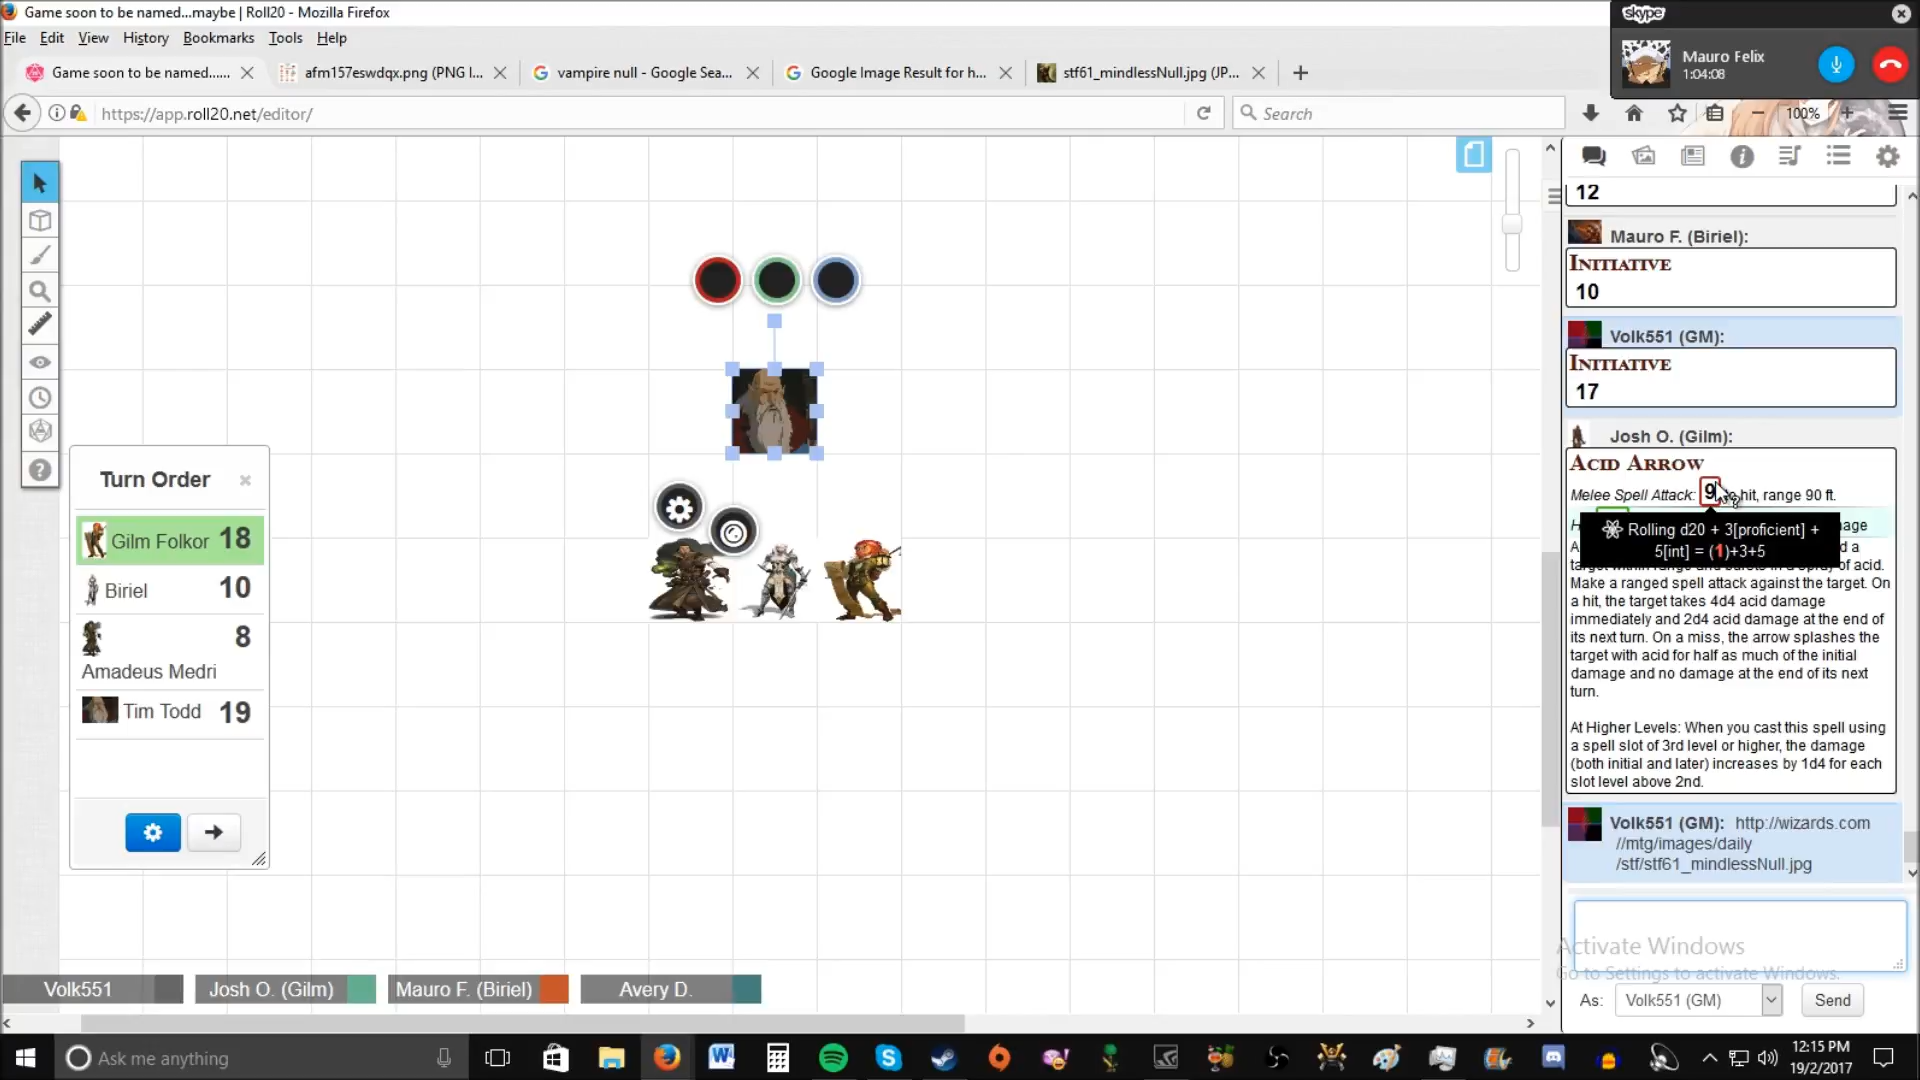 Game soon to be named...maybe | Roll20 - Mozilla Firefox
File Edit View History Bookmarks Tools Help
skype
Mauro Felix
1:04:08
Game soon to be named...... afm157eswdqx.png (PNG I... vampire null - Google Sea... Google Image Result for h... stf61_mindlessNull.jpg (JP...
https://app.roll20.net/editor/
Search
100%
12
Mauro F. (Biriel):
INITIATIVE
10
Volk551 (GM):
INITIATIVE
17
Josh O. (Gilm):
ACID ARROW
Melee Spell Attack: 9 hit, range 90 ft.
Rolling d20 + 3[proficient] +
5[int] = (1)+3+5
of acid.
Make a ranged spell attack against the target. On
a hit, the target takes 4d4 acid damage
immediately and 2d4 acid damage at the end of
its next turn. On a miss, the arrow splashes the
target with acid for half as much of the initial
damage and no damage at the end of its next
turn.
At Higher Levels: When you cast this spell using
a spell slot of 3rd level or higher, the damage
(both initial and later) increases by 1d4 for each
slot level above 2nd.
Volk551 (GM): http://wizards.com
//mtg/images/daily
/stf/stf61_mindlessNull.jpg
Activate Windows
Go to Settings to activate Windows.
As: Volk551 (GM) Send
Turn Order
Gilm Folkor 18
Biriel 10
8
Amadeus Medri
Tim Todd 19
Volk551 Josh O. (Gilm) Mauro F. (Biriel) Avery D.
Ask me anything
12:15 PM
19/2/2017